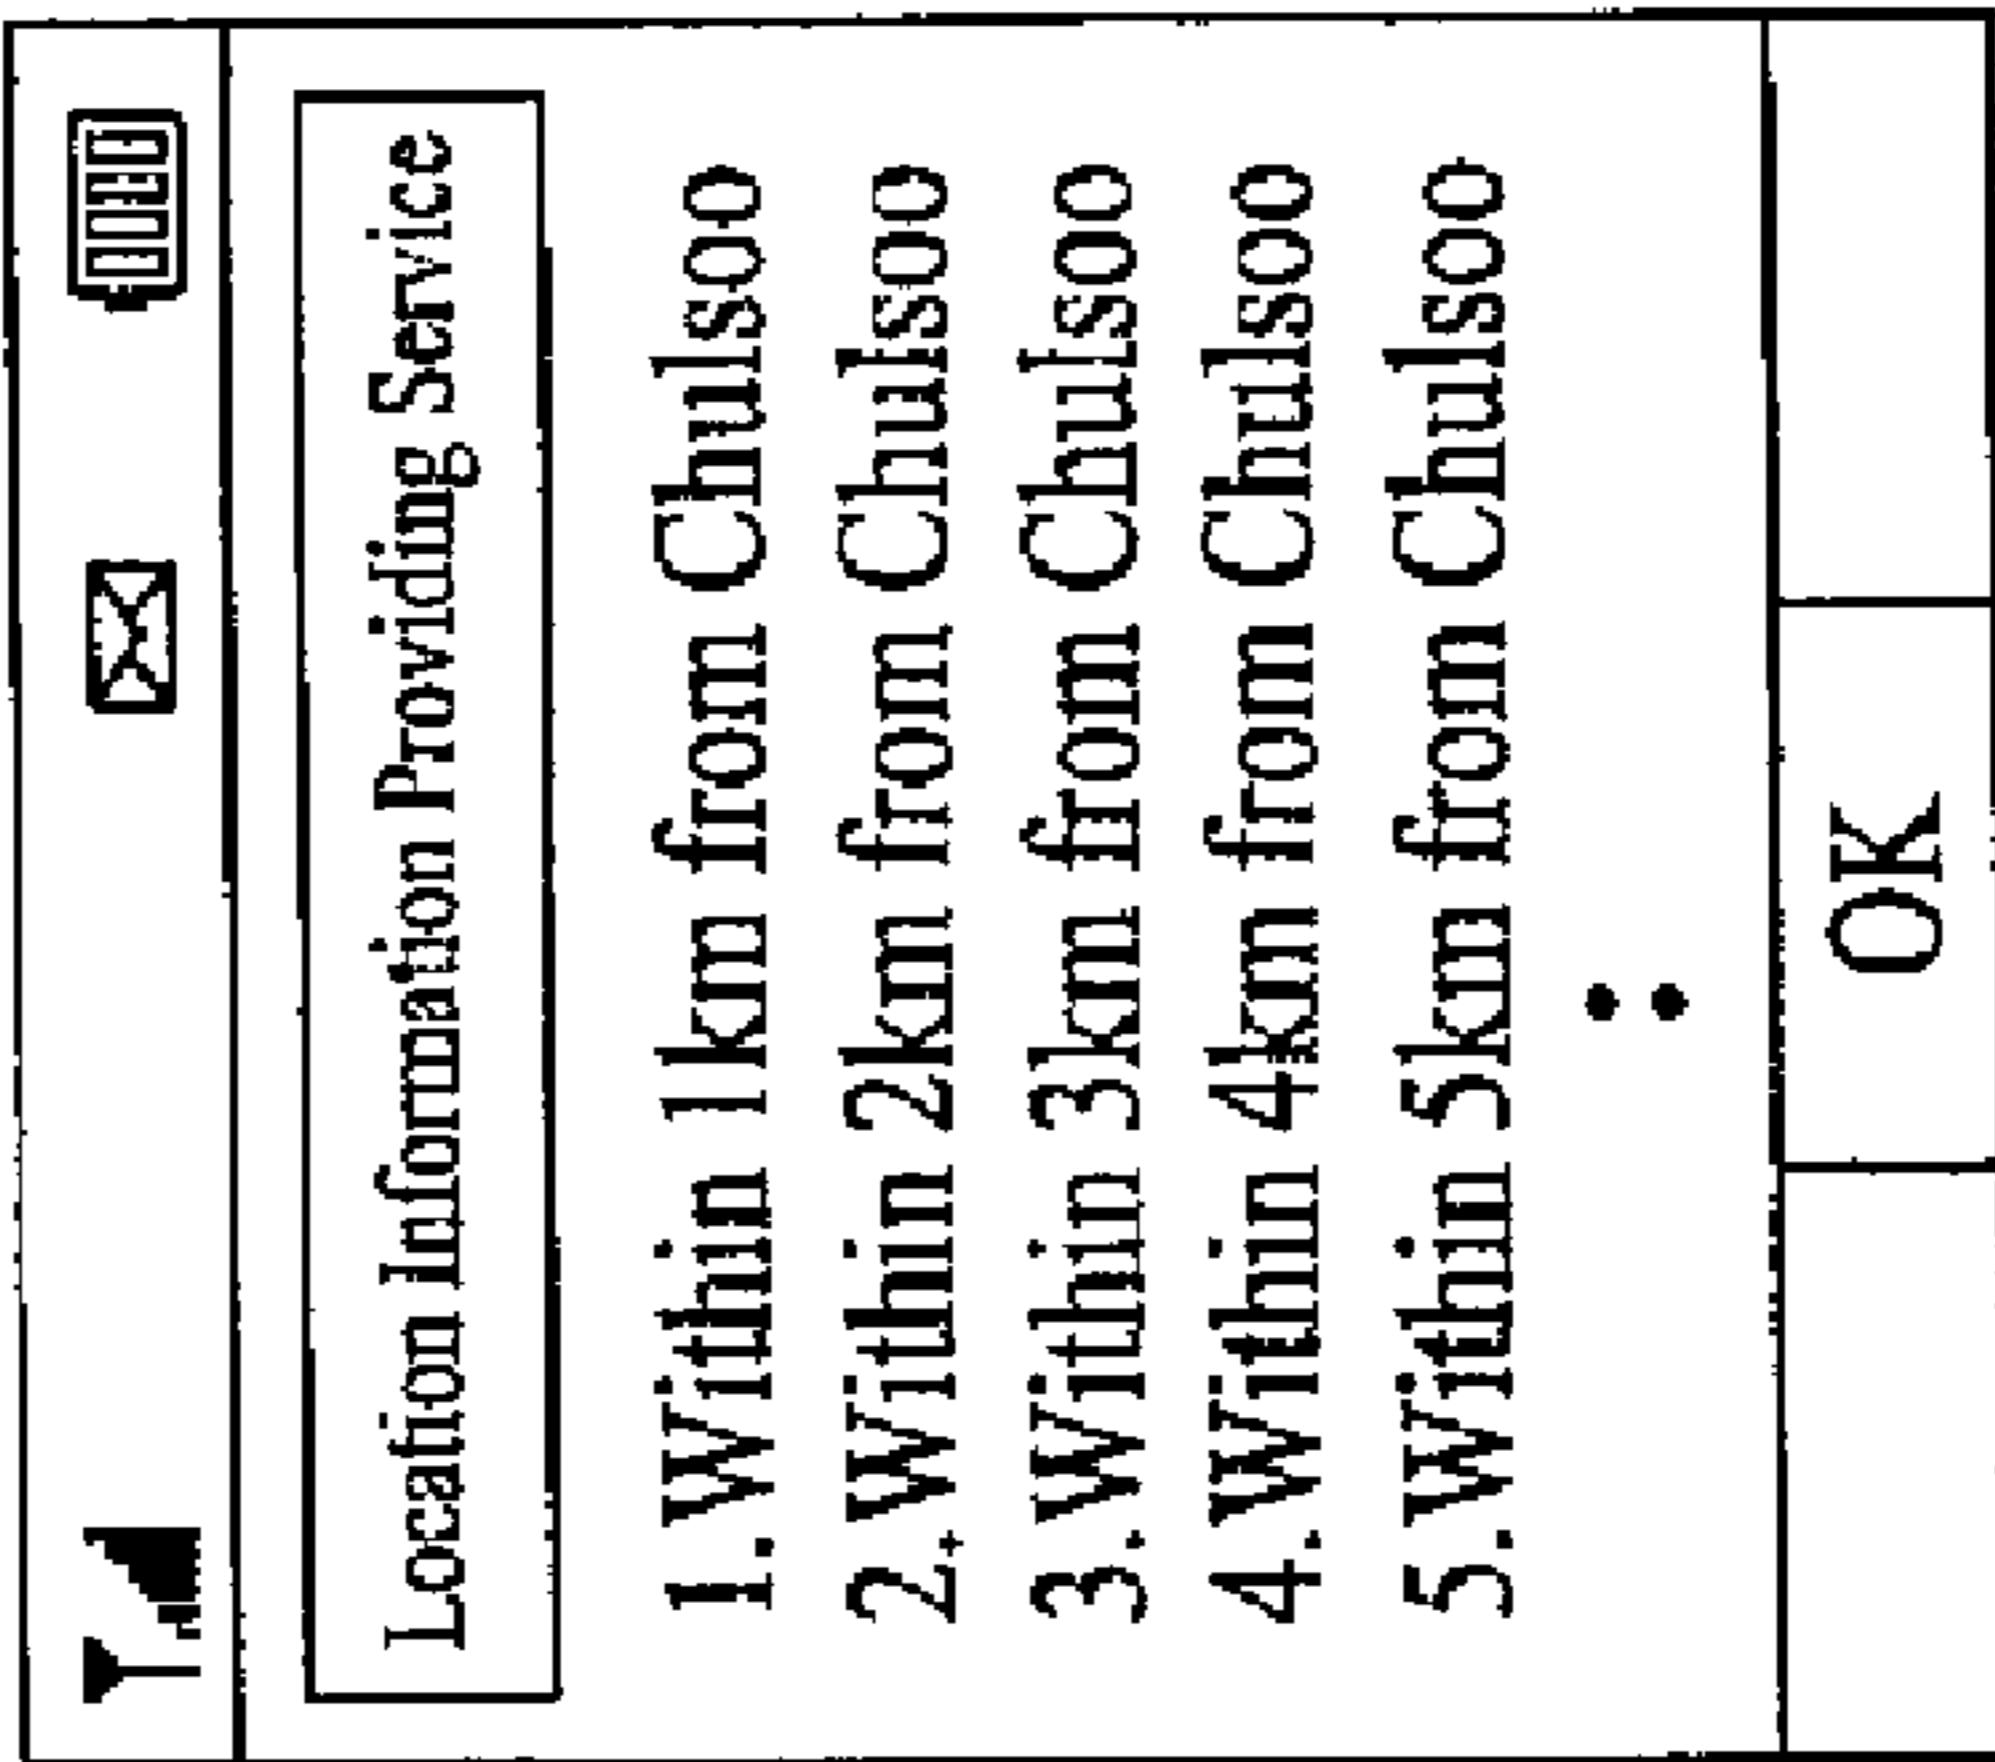 Location Information Providing Service
1.Within 1km from Chulsoo
2.Within 2km from Chulsoo
3.Within 3km from Chulsoo
4.Within 4km from Chulsoo
5.Within 5km from Chulsoo
OK